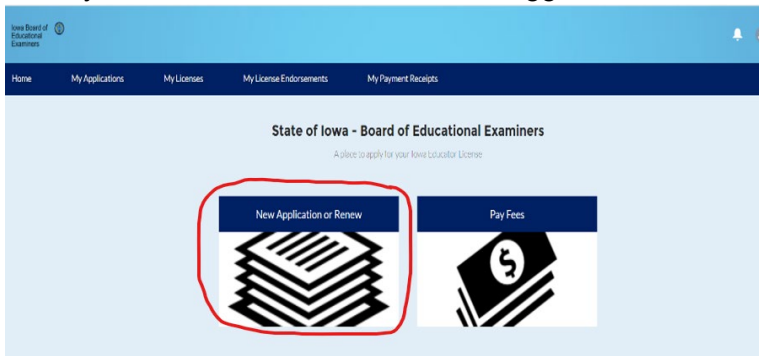 Iowa Board of
Educational
Examiners
Home My Applications My Licenses My License Endorsements My Payment Receipts
State of Iowa - Board of Educational Examiners
A place to apply for your Iowa Educator License
New Application or Renew Pay Fees